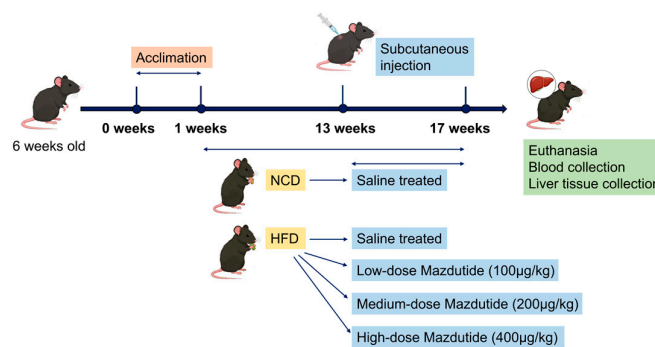 Acclimation
Subcutaneous
injection
6 weeks old
0 weeks
1 weeks
13 weeks
17 weeks
Euthanasia
Blood collection
Liver tissue collection
NCD
Saline treated
HFD
Saline treated
Low-dose Mazdutide (100μg/kg)
Medium-dose Mazdutide (200μg/kg)
High-dose Mazdutide (400μg/kg)